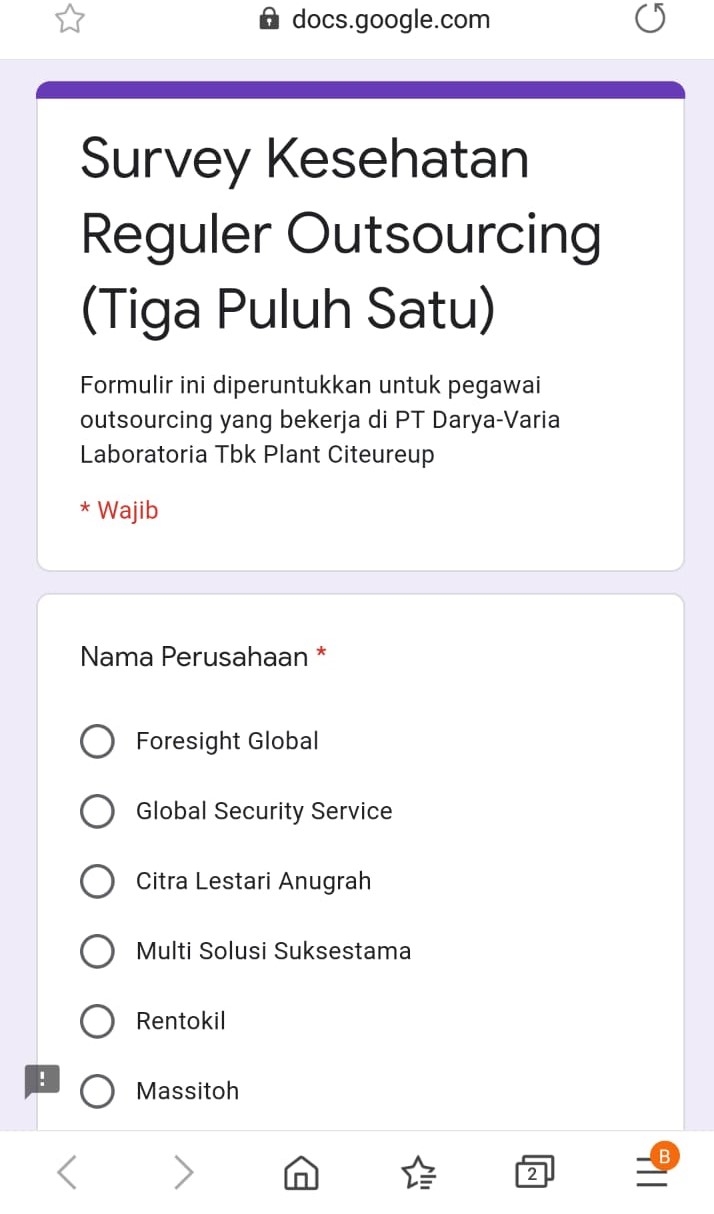 docs.google.com
Survey Kesehatan
Reguler Outsourcing
(Tiga Puluh Satu)
Formulir ini diperuntukkan untuk pegawai
outsourcing yang bekerja di PT Darya-Varia
Laboratoria Tbk Plant Citeureup
* Wajib
Nama Perusahaan *
Foresight Global
Global Security Service
Citra Lestari Anugrah
Multi Solusi Suksestama
Rentokil
!
Massitoh
2
B